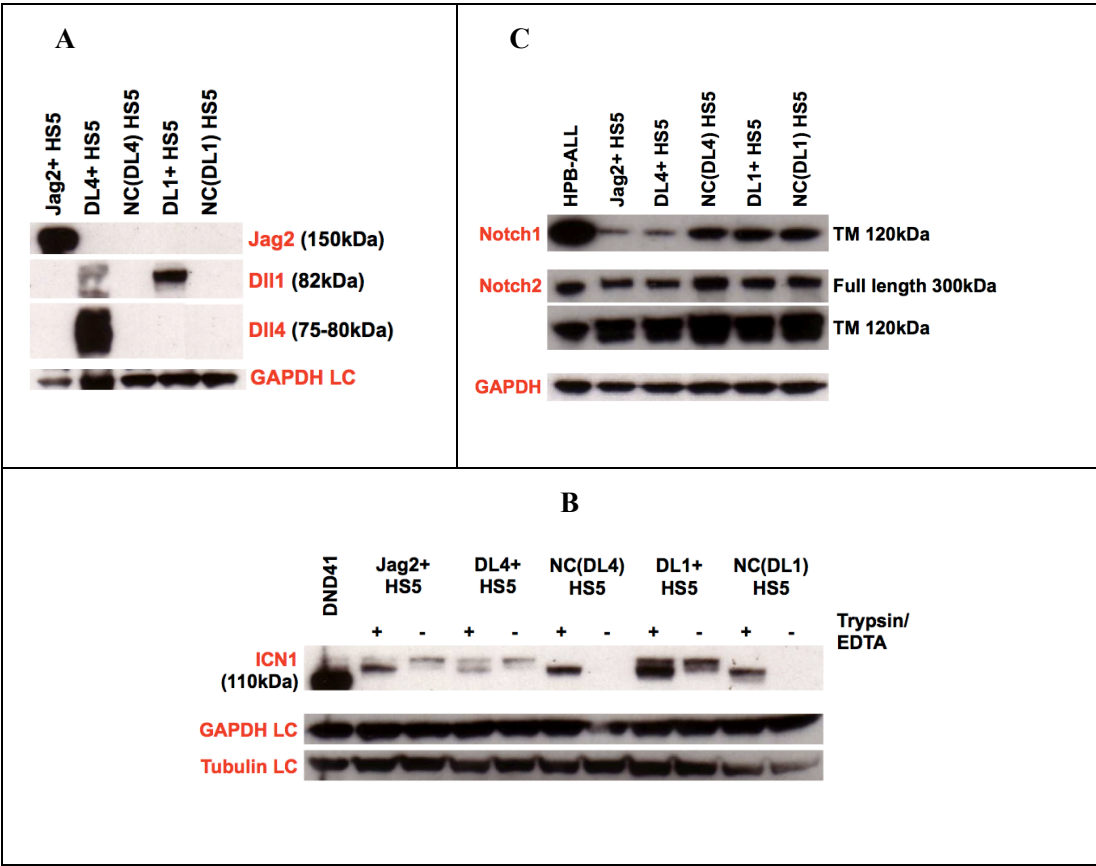 A
Jag2+ HS5
DL4+ HS5
NC(DL4) HS5
DL1+ HS5
NC(DL1) HS5
Jag2 (150kDa)
Dll1 (82kDa)
Dll4 (75-80kDa)
GAPDH LC
C
HPB-ALL
Jag2+ HS5
DL4+ HS5
NC(DL4) HS5
DL1+ HS5
NC(DL1) HS5
Notch1 TM 120kDa
Notch2 Full length 300kDa
TM 120kDa
GAPDH
B
DND41
Jag2+ HS5
DL4+ HS5
NC(DL4) HS5
DL1+ HS5
NC(DL1) HS5
+ - + - + - + - + - Trypsin/ EDTA
ICN1
(110kDa)
GAPDH LC
Tubulin LC